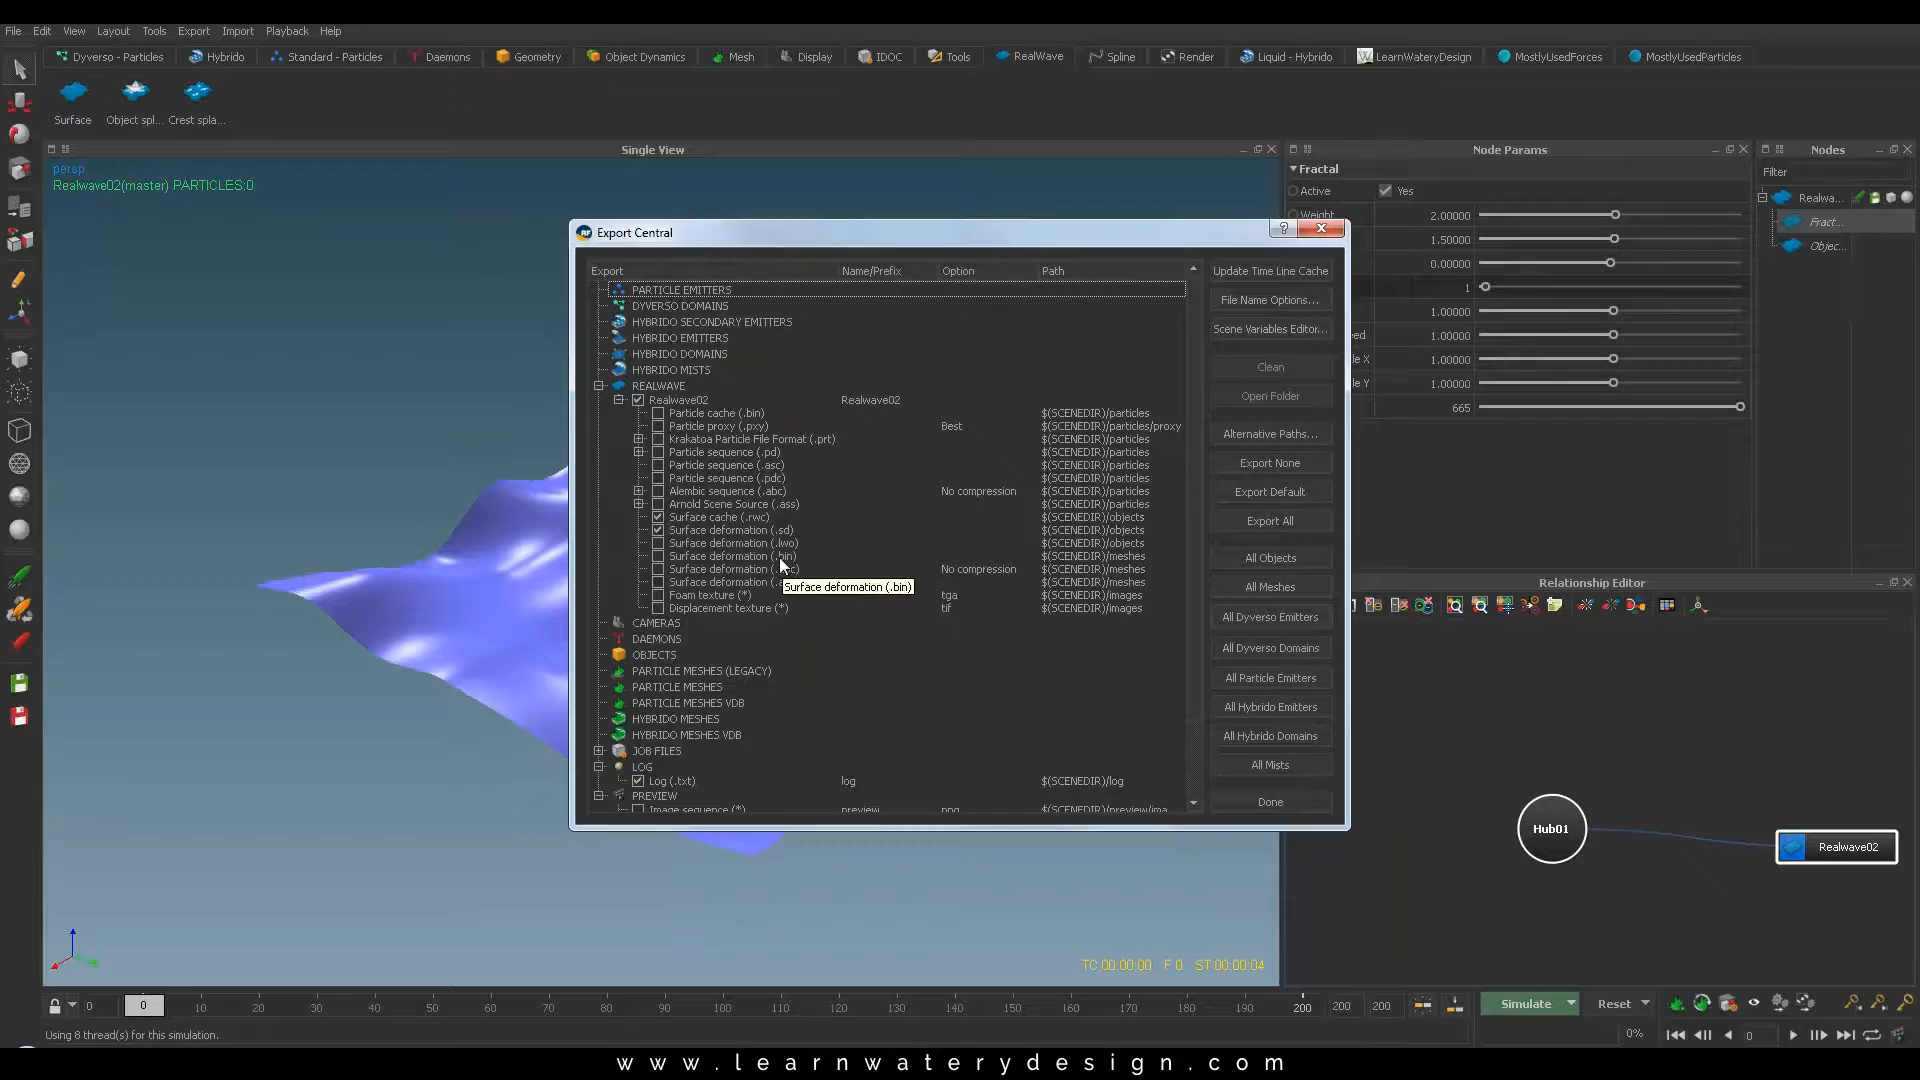 File Edit View Layout Tools Export Import Playback Help
Dyverso - Particles Hybrido Standard - Particles Daemons Geometry Object Dynamics Mesh Display IDOC Tools RealWave Spline Render Liquid - Hybrido LearnWateryDesign MostlyUsedForces MostlyUsedParticles
Surface Object spl... Crest spla...
Single View
persp
Realwave02(master) PARTICLES:0
TC 00:00:00 F 0 ST 00:00:04
Node Params
Fractal
Active Yes
Weight 2.00000
1.50000
0.00000
1
1.00000
1.00000
1.00000
1.00000
665
Nodes
Filter
Realwa...
Fract...
Objec...
Export Central
Export Name/Prefix Option Path
PARTICLE EMITTERS
DYVERSO DOMAINS
HYBRIDO SECONDARY EMITTERS
HYBRIDO EMITTERS
HYBRIDO DOMAINS
HYBRIDO MISTS
REALWAVE
Realwave02 Realwave02
Particle cache (.bin) $(SCENEDIR)/particles
Particle proxy (.pxy) Best $(SCENEDIR)/particles/proxy
Krakatoa Particle File Format (.prt) $(SCENEDIR)/particles
Particle sequence (.pd) $(SCENEDIR)/particles
Particle sequence (.asc) $(SCENEDIR)/particles
Particle sequence (.pdc) $(SCENEDIR)/particles
Alembic sequence (.abc) No compression $(SCENEDIR)/particles
Arnold Scene Source (.ass) $(SCENEDIR)/particles
Surface cache (.rwc) $(SCENEDIR)/objects
Surface deformation (.sd) $(SCENEDIR)/objects
Surface deformation (.lwo) $(SCENEDIR)/objects
Surface deformation (.bin) $(SCENEDIR)/meshes
Surface deformation No compression $(SCENEDIR)/meshes
Surface deformation $(SCENEDIR)/meshes
Surface deformation (.bin)
Foam texture (*) tga $(SCENEDIR)/images
Displacement texture (*) tif $(SCENEDIR)/images
CAMERAS
DAEMONS
OBJECTS
PARTICLE MESHES (LEGACY)
PARTICLE MESHES
PARTICLE MESHES VDB
HYBRIDO MESHES
HYBRIDO MESHES VDB
JOB FILES
LOG
Log (.txt) log $(SCENEDIR)/log
PREVIEW
Image sequence (*) preview png $(SCENEDIR)/preview/ima
Update Time Line Cache
File Name Options...
Scene Variables Editor...
Clean
Open Folder
Alternative Paths...
Export None
Export Default
Export All
All Objects
All Meshes
All Dyverso Emitters
All Dyverso Domains
All Particle Emitters
All Hybrido Emitters
All Hybrido Domains
All Mists
Done
Relationship Editor
Hub01
Realwave02
0 0 10 20 30 40 50 60 70 80 90 100 110 120 130 140 150 160 170 180 190 200 200 200
Simulate Reset
Using 8 thread(s) for this simulation.
0% 0
www.learnwaterydesign.com